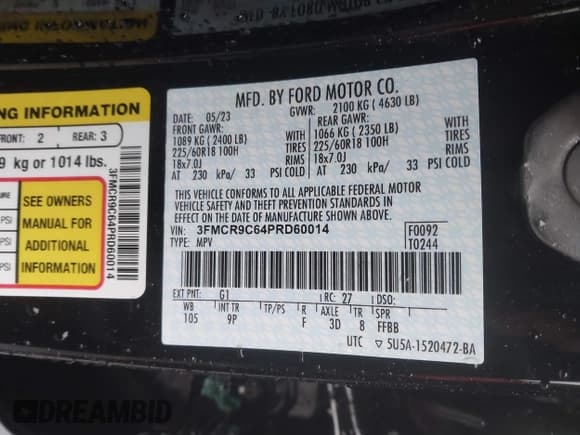 MFD. BY FORD MOTOR CO.
DATE: 05/23 GVWR: 2100 KG ( 4630 LB)
FRONT GAWR: REAR GAWR:
1089 KG ( 2400 LB) WITH 1066 KG ( 2350 LB) WITH
225/60R18 100H TIRES 225/60R18 100H TIRES
18x7.0J RIMS 18x7.0J RIMS
AT 230 kPa/ 33 PSI COLD AT 230 kPa/ 33 PSI COLD
THIS VEHICLE CONFORMS TO ALL APPLICABLE FEDERAL MOTOR
VEHICLE SAFETY AND THEFT PREVENTION STANDARDS IN EFFECT ON THE
DATE OF MANUFACTURE SHOWN ABOVE.
VIN: 3FMCR9C64PRD60014 F0092
TYPE: MPV T0244
EXT PNT: G1 RC: 27 DSO:
WB INT TR TP/PS R AXLE TR SPR
105 9P F 3D 8 FFBB
UTC ▽ 5U5A-1520472-BA
ING INFORMATION
FRONT: 2 REAR: 3
9 kg or 1014 lbs.
SEE OWNERS
MANUAL FOR
ADDITIONAL
INFORMATION
PSI
PSI
PSI
3FMCR9C64PRD60014
DREAMBID